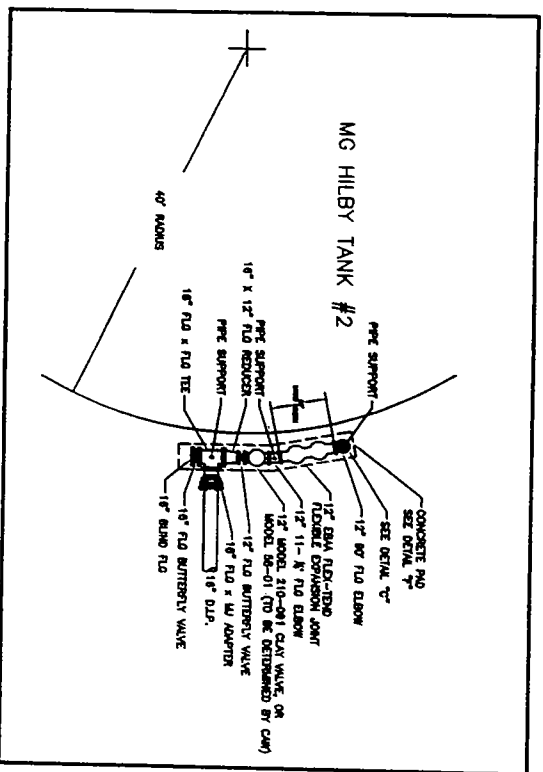 MG HILBY TANK #2
40' RADIUS
PIPE SUPPORT
CONCRETE PAD
SEE DETAIL
SEE DETAIL "C"
12" 90° FLG ELBOW
12" EBAA FLEX-TEND
FLEXIBLE EXPANSION JOINT
12" 11-¼° FLG ELBOW
12" MODEL 210-091 CLAY VALVE, OR
MODEL 58-01 (TO BE DETERMINED BY CAW)
12" FLG BUTTERFLY VALVE
16" FLG x MJ ADAPTER
16" D.I.P.
16" FLG BUTTERFLY VALVE
16" BLIND FLG
PIPE SUPPORT
16" X 12" FLG REDUCER
PIPE SUPPORT
16" FLG x FLG TEE